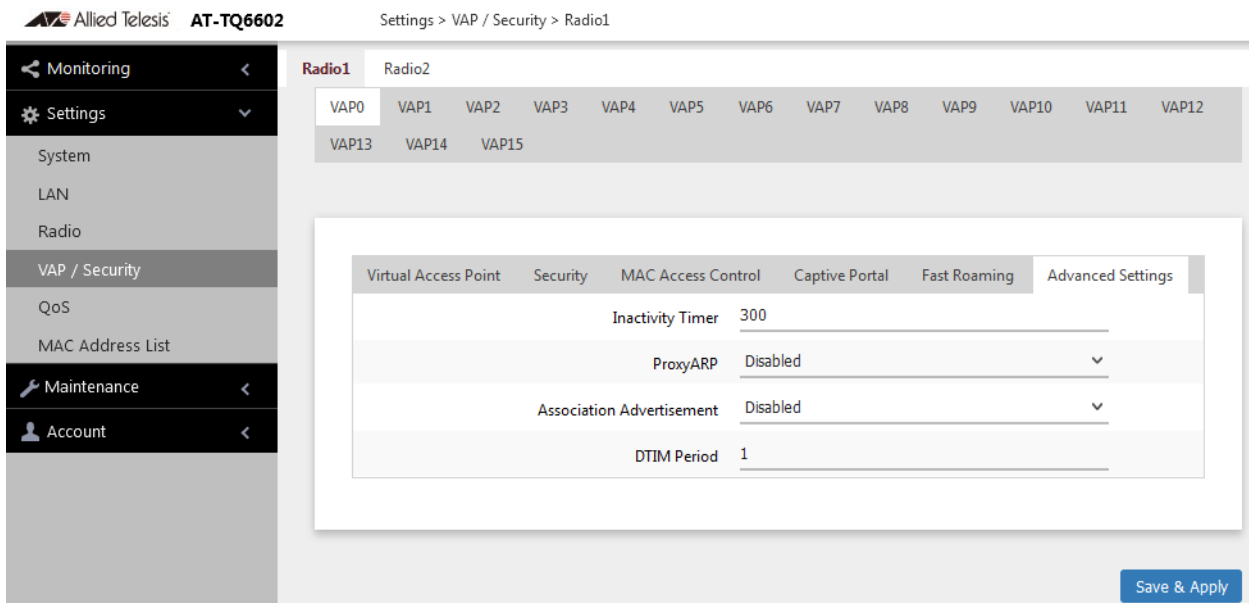 Allied Telesis AT-TQ6602 Settings > VAP / Security > Radio1
Monitoring
Settings
System
LAN
Radio
VAP / Security
QoS
MAC Address List
Maintenance
Account
Radio1 Radio2
VAP0 VAP1 VAP2 VAP3 VAP4 VAP5 VAP6 VAP7 VAP8 VAP9 VAP10 VAP11 VAP12
VAP13 VAP14 VAP15
Virtual Access Point Security MAC Access Control Captive Portal Fast Roaming Advanced Settings
Inactivity Timer 300
ProxyARP Disabled
Association Advertisement Disabled
DTIM Period 1
Save & Apply